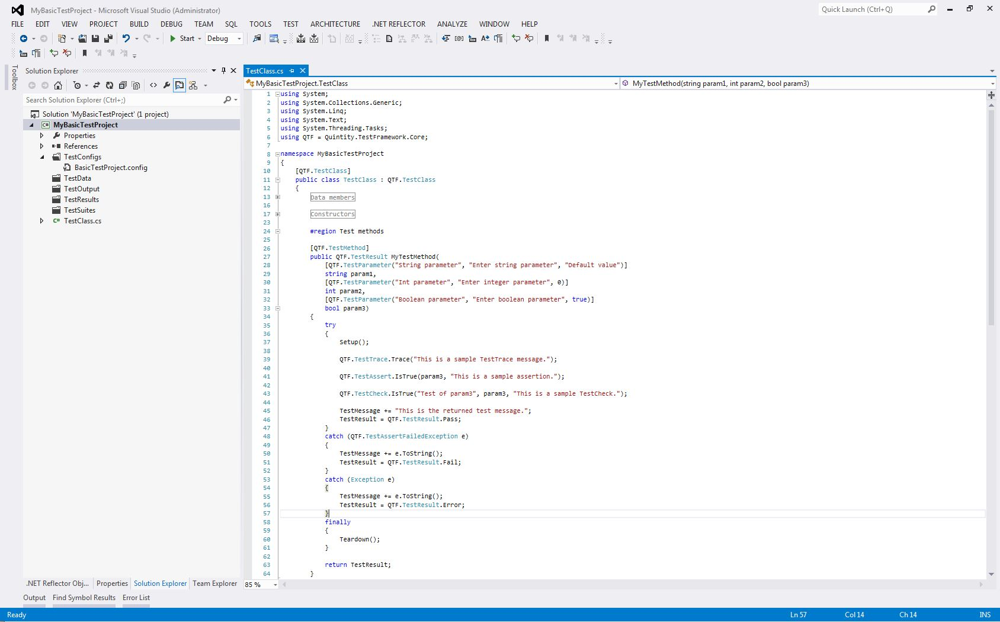 MyBasicTestProject - Microsoft Visual Studio (Administrator)
Quick Launch (Ctrl+Q)
FILE EDIT VIEW PROJECT BUILD DEBUG TEAM SQL TOOLS TEST ARCHITECTURE .NET REFLECTOR ANALYZE WINDOW HELP
Start Debug
Toolbox
Solution Explorer
Search Solution Explorer (Ctrl+;)
Solution 'MyBasicTestProject' (1 project)
MyBasicTestProject
Properties
References
TestConfigs
BasicTestProject.config
TestData
TestOutput
TestResults
TestSuites
C# TestClass.cs
TestClass.cs
MyBasicTestProject.TestClass
MyTestMethod(string param1, int param2, bool param3)
1 using System;
2 using System.Collections.Generic;
3 using System.Linq;
4 using System.Text;
5 using System.Threading.Tasks;
6 using QTF = Quintity.TestFramework.Core;
7
8 namespace MyBasicTestProject
9 {
10 [QTF.TestClass]
11 public class TestClass : QTF.TestClass
12 {
13 Data members
16
17 Constructors
23
24 #region Test methods
25
26 [QTF.TestMethod]
27 public QTF.TestResult MyTestMethod(
28 [QTF.TestParameter("String parameter", "Enter string parameter", "Default value")]
29 string param1,
30 [QTF.TestParameter("Int parameter", "Enter integer parameter", 0)]
31 int param2,
32 [QTF.TestParameter("Boolean parameter", "Enter boolean parameter", true)]
33 bool param3)
34 {
35 try
36 {
37 Setup();
38
39 QTF.TestTrace.Trace("This is a sample TestTrace message.");
40
41 QTF.TestAssert.IsTrue(param3, "This is a sample assertion.");
42
43 QTF.TestCheck.IsTrue("Test of param3", param3, "This is a sample TestCheck.");
44
45 TestMessage += "This is the returned test message.";
46 TestResult = QTF.TestResult.Pass;
47 }
48 catch (QTF.TestAssertFailedException e)
49 {
50 TestMessage += e.ToString();
51 TestResult = QTF.TestResult.Fail;
52 }
53 catch (Exception e)
54 {
55 TestMessage += e.ToString();
56 TestResult = QTF.TestResult.Error;
57 }
58 finally
59 {
60 Teardown();
61 }
62
63 return TestResult;
64 }
.NET Reflector Obj... Properties Solution Explorer Team Explorer
85 %
Output Find Symbol Results Error List
Ready Ln 57 Col 14 Ch 14 INS